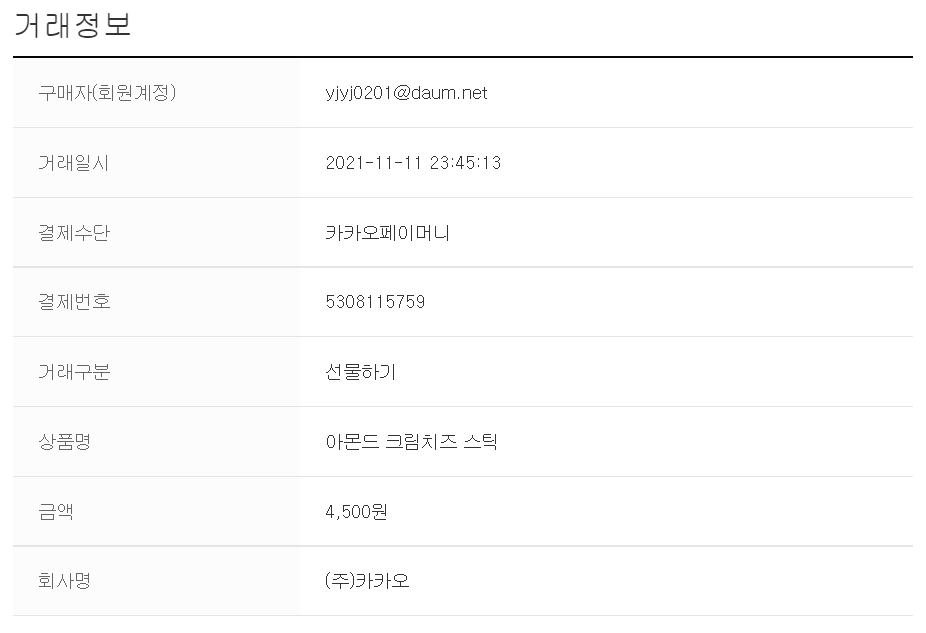 거래정보
구매자(회원계정) yjyj0201@daum.net
거래일시 2021-11-11 23:45:13
결제수단 카카오페이머니
결제번호 5308115759
거래구분 선물하기
상품명 아몬드 크림치즈 스틱
금액 4,500원
회사명 (주)카카오